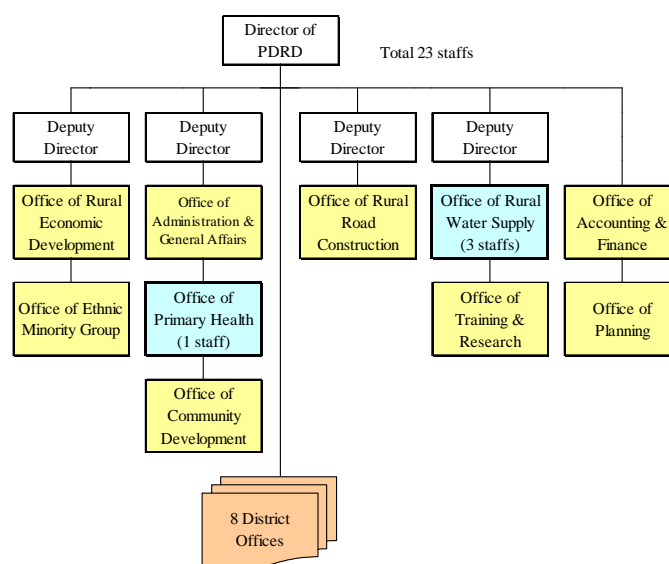 Director of
PDRD
Total 23 staffs
Deputy
Director
Deputy
Director
Deputy
Director
Deputy
Director
Office of Rural
Economic
Development
Office of
Administration &
General Affairs
Office of Rural
Road
Construction
Office of Rural
Water Supply
(3 staffs)
Office of
Accounting &
Finance
Office of Ethnic
Minority Group
Office of
Primary Health
(1 staff)
Office of
Training &
Research
Office of
Planning
Office of
Community
Development
8 District
Offices